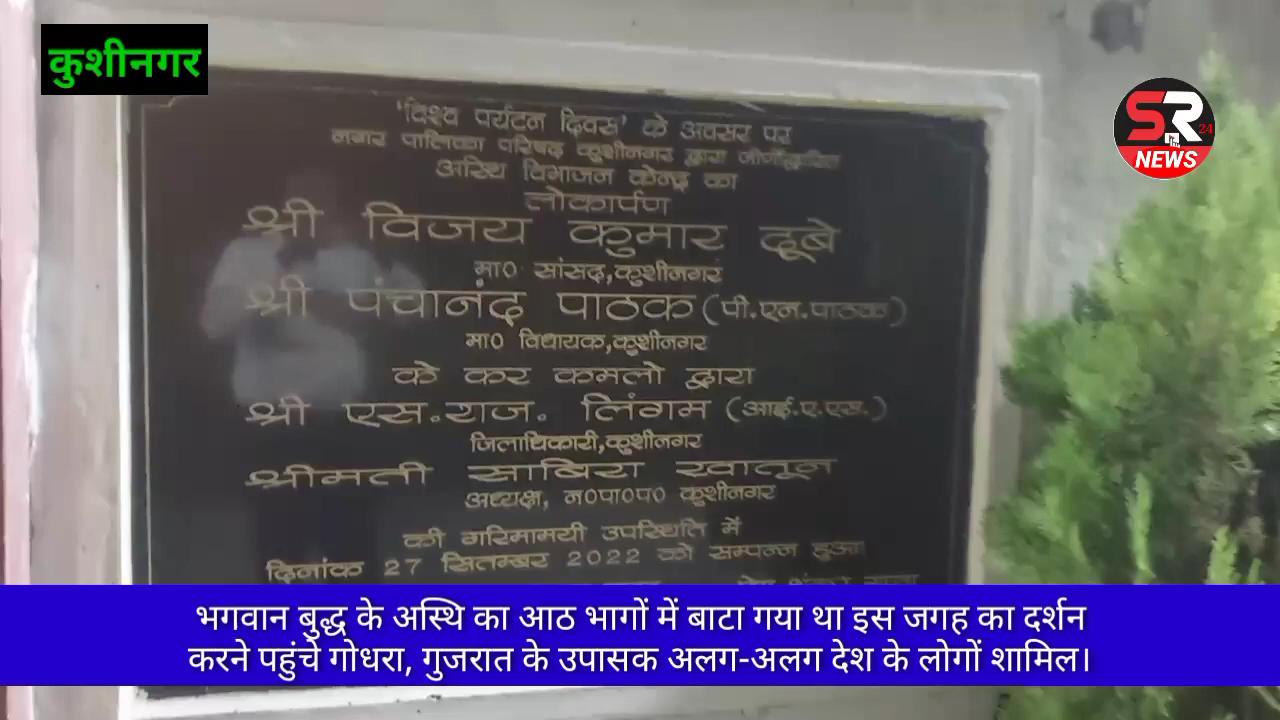 कुशीनगर
SR 24
NEWS
'विश्व पर्यटन दिवस' के अवसर पर
नगर पालिका परिषद कुशीनगर द्वारा जीर्णोद्धारित
अस्थि विभाजन केन्द्र का
लोकार्पण
श्री विजय कुमार दूबे
मा० सांसद,कुशीनगर
श्री पंचानंद पाठक (पी.एन.पाठक)
मा० विधायक,कुशीनगर
के कर कमलो द्वारा
श्री एस.राज. लिंगम (आई.ए.एस.)
जिलाधिकारी,कुशीनगर
श्रीमती साबिरा खातून
अध्यक्ष, न०पा०प० कुशीनगर
की गरिमामयी उपस्थिति में
दिनांक 27 सितम्बर 2022 को सम्पन्न हुआ
भगवान बुद्ध के अस्थि का आठ भागों में बाटा गया था इस जगह का दर्शन
करने पहुंचे गोधरा, गुजरात के उपासक अलग-अलग देश के लोगों शामिल।